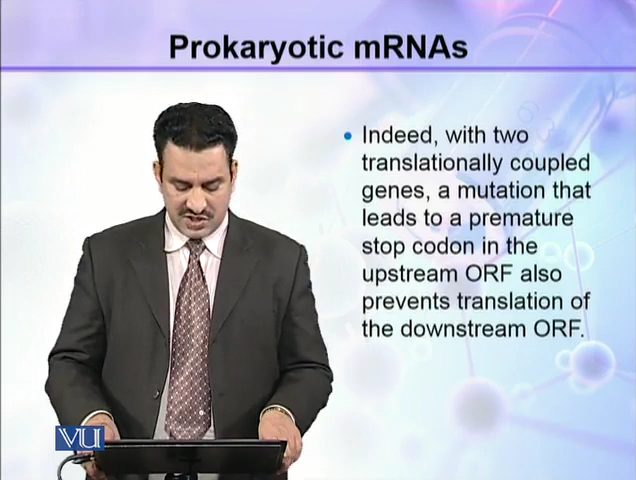 Prokaryotic mRNAs
• Indeed, with two
translationally coupled
genes, a mutation that
leads to a premature
stop codon in the
upstream ORF also
prevents translation of
the downstream ORF.
VU